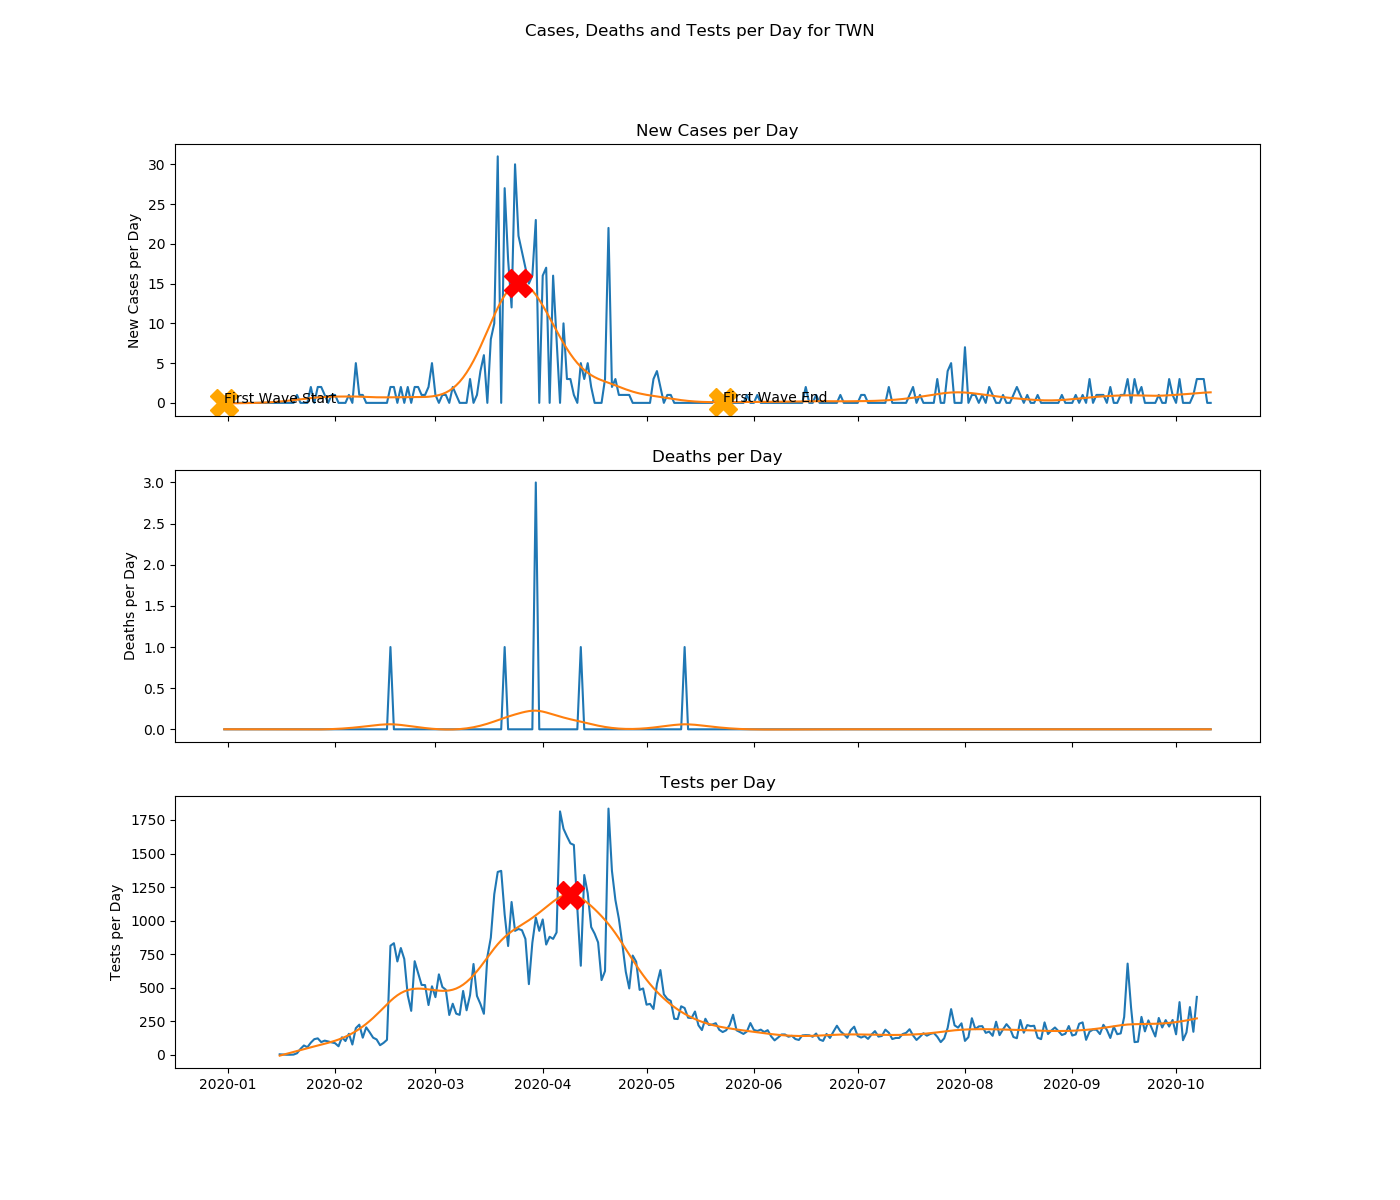 Cases, Deaths and Tests per Day for TWN
New Cases per Day
New Cases per Day
30
25
20
15
10
5
0
First Wave Start
First Wave End
Deaths per Day
Deaths per Day
3.0
2.5
2.0
1.5
1.0
0.5
0.0
Tests per Day
Tests per Day
1750
1500
1250
1000
750
500
250
0
2020-01 2020-02 2020-03 2020-04 2020-05 2020-06 2020-07 2020-08 2020-09 2020-10